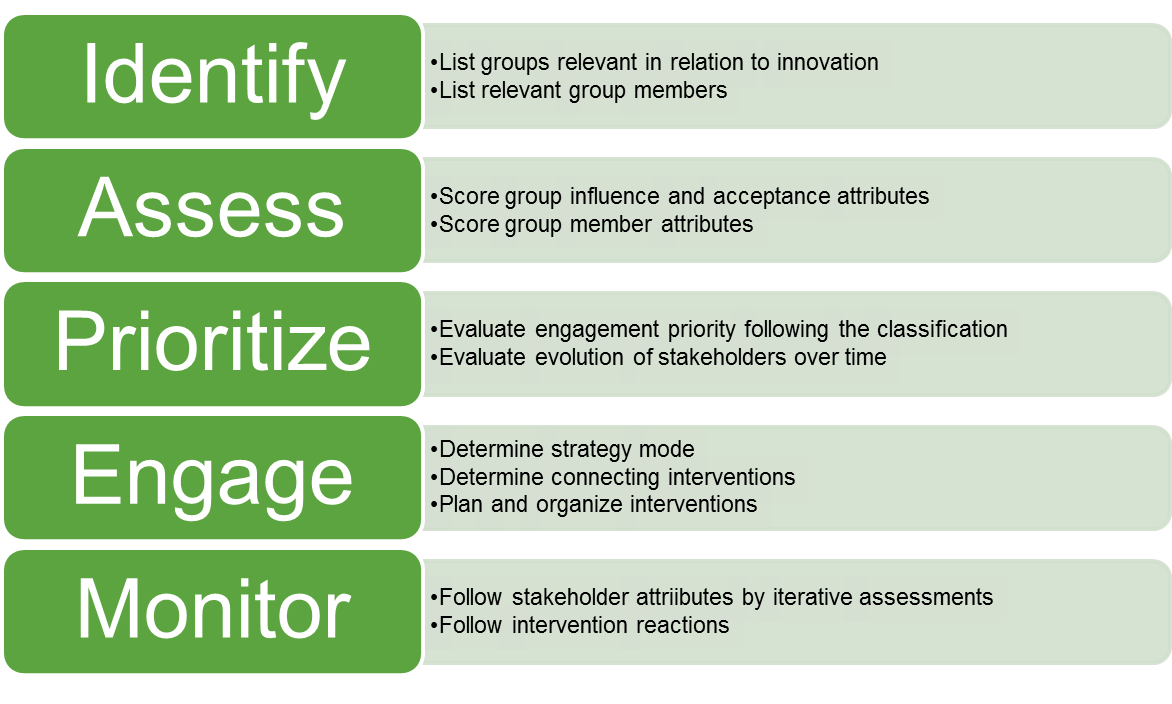 Identify
•List groups relevant in relation to innovation
•List relevant group members
Assess
•Score group influence and acceptance attributes
•Score group member attributes
Prioritize
•Evaluate engagement priority following the classification
•Evaluate evolution of stakeholders over time
Engage
•Determine strategy mode
•Determine connecting interventions
•Plan and organize interventions
Monitor
•Follow stakeholder attriibutes by iterative assessments
•Follow intervention reactions